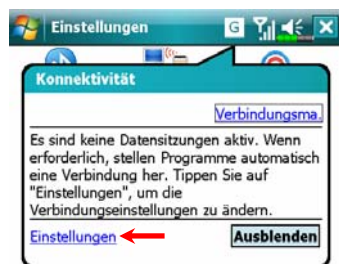 Einstellungen G
Konnektivität
Verbindungsma.
Es sind keine Datensitzungen aktiv. Wenn
erforderlich, stellen Programme automatisch
eine Verbindung her. Tippen Sie auf
"Einstellungen", um die
Verbindungseinstellungen zu ändern.
Einstellungen Ausblenden